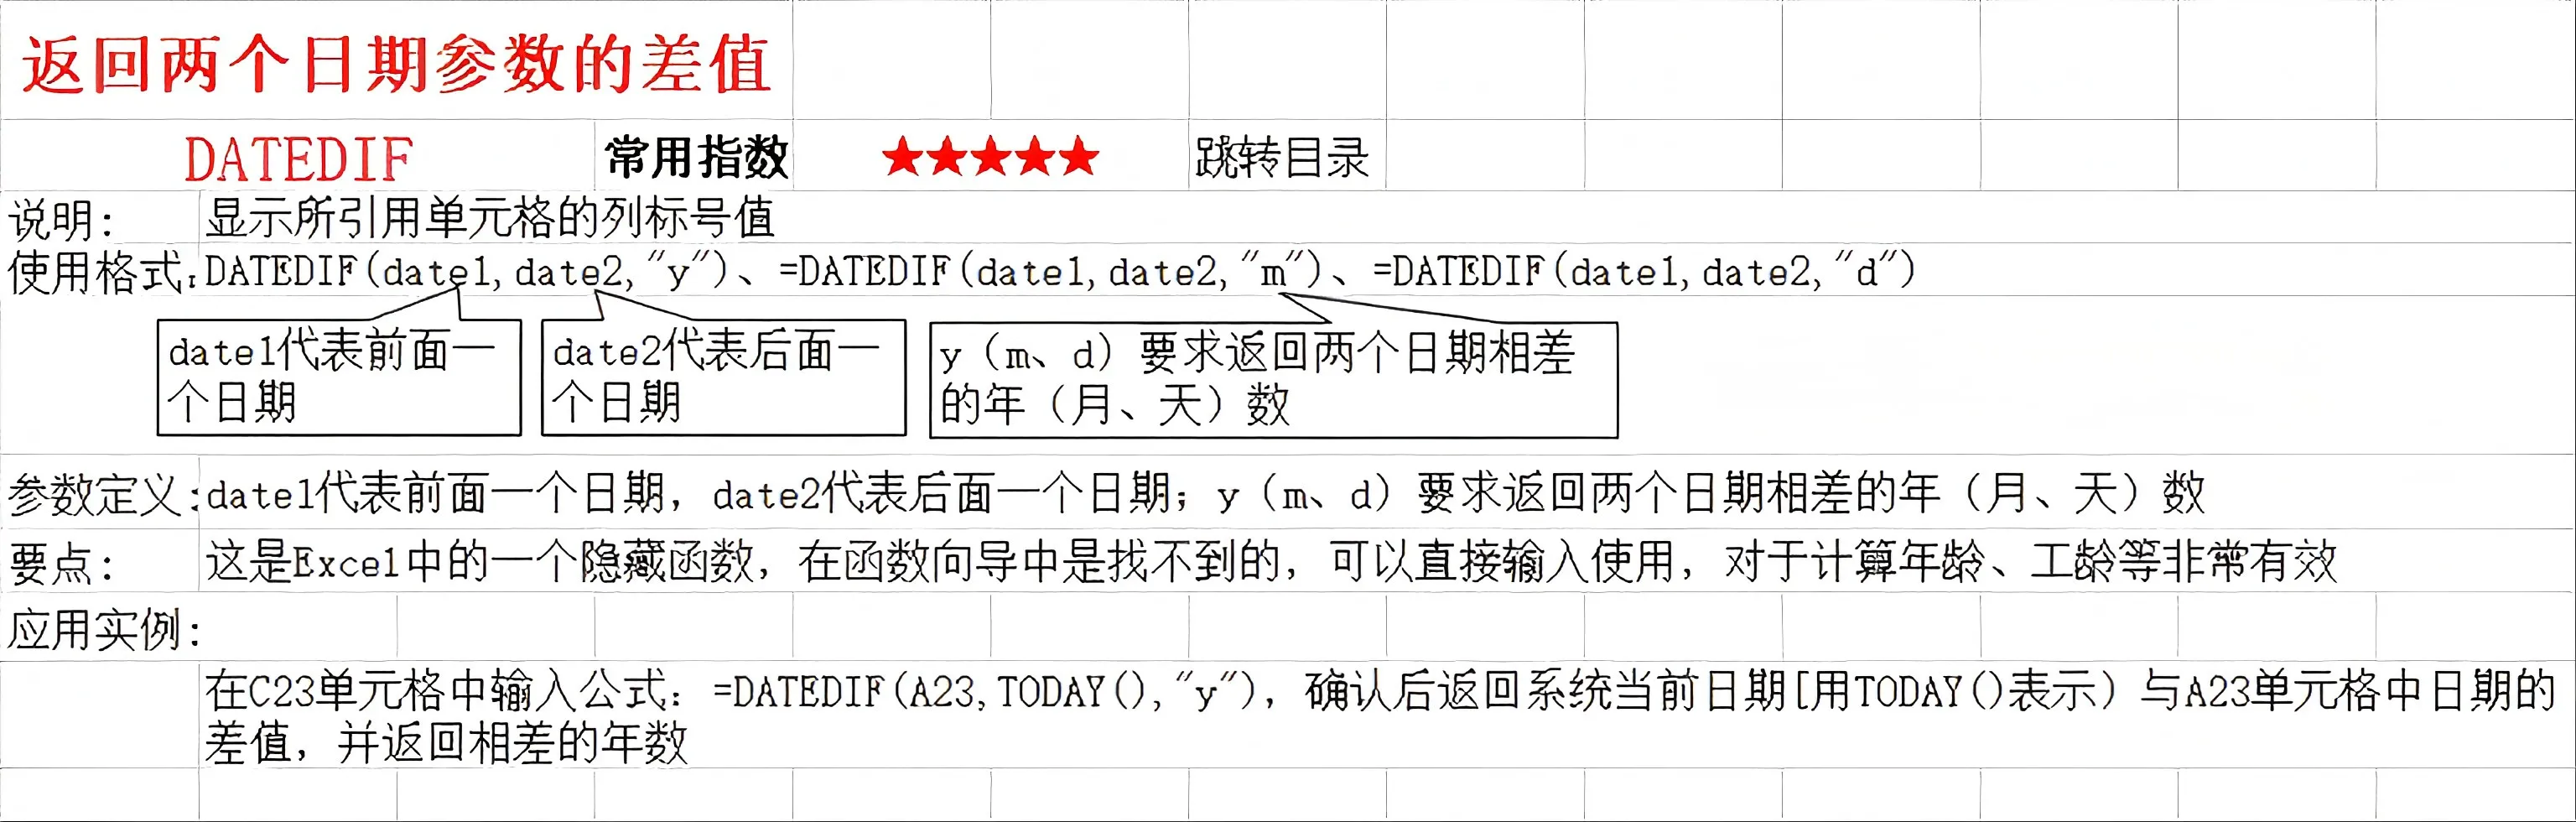 返回两个日期参数的差值
DATEDIF 常用指数 ★★★★★ 跳转目录
说明： 显示所引用单元格的列标号值
使用格式：DATEDIF(date1,date2,"y")、=DATEDIF(date1,date2,"m")、=DATEDIF(date1,date2,"d")
date1代表前面一
个日期
date2代表后面一
个日期
y（m、d）要求返回两个日期相差
的年（月、天）数
参数定义：date1代表前面一个日期，date2代表后面一个日期；y（m、d）要求返回两个日期相差的年（月、天）数
要点： 这是Excel中的一个隐藏函数，在函数向导中是找不到的，可以直接输入使用，对于计算年龄、工龄等非常有效
应用实例：
在C23单元格中输入公式：=DATEDIF(A23,TODAY(),"y")，确认后返回系统当前日期[用TODAY()表示）与A23单元格中日期的
差值，并返回相差的年数